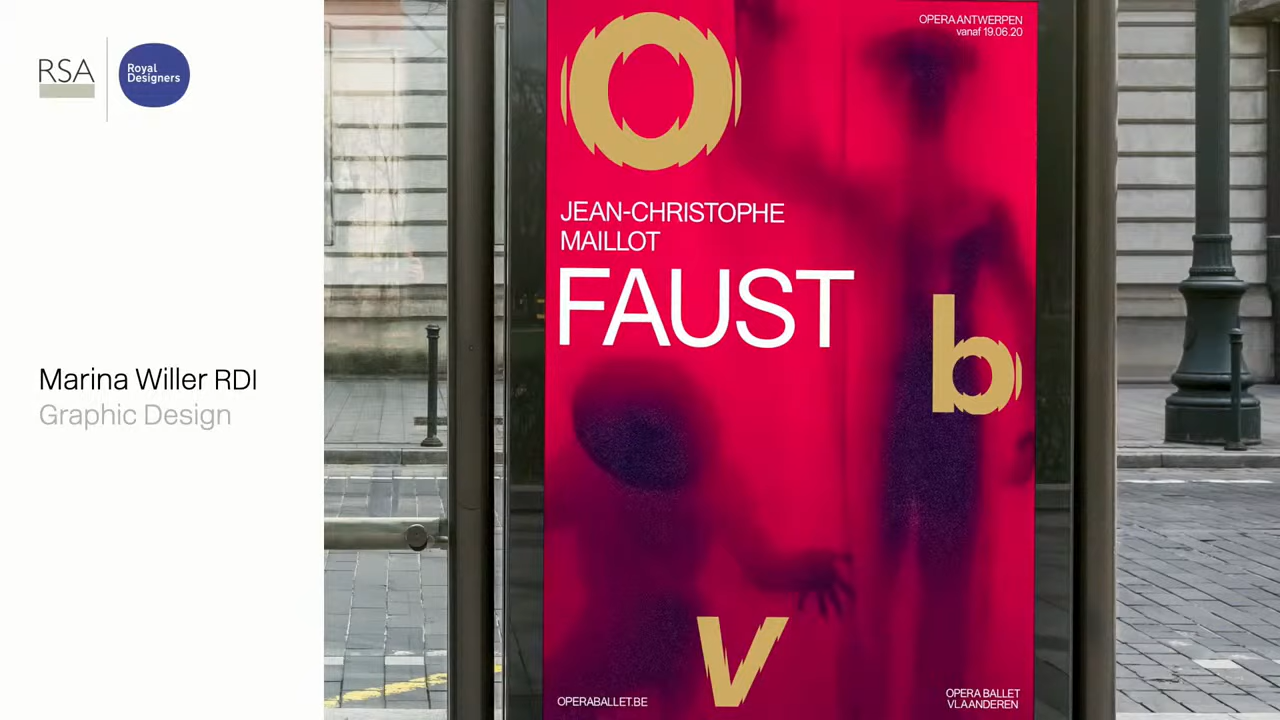 RSA
Royal
Designers
Marina Willer RDI
Graphic Design
O
OPERA ANTWERPEN
vanaf 19.06.20
JEAN-CHRISTOPHE
MAILLOT
FAUST
b
v
OPERABALLET.BE
OPERA BALLET
VLAANDEREN